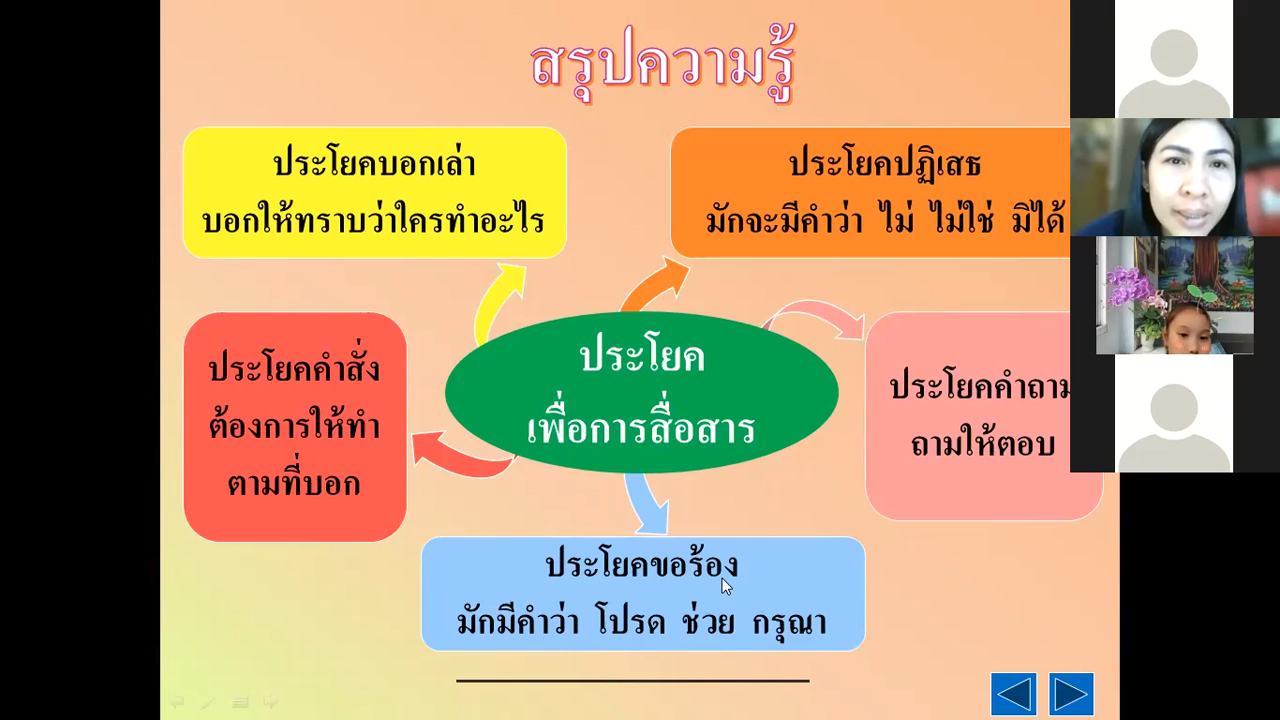 สรุปความรู้
ประโยคบอกเล่า
บอกให้ทราบว่าใครทำอะไร
ประโยคปฏิเสธ
มักจะมีคำว่า ไม่ ไม่ใช่ มิได้
ประโยคคำสั่ง
ต้องการให้ทำ
ตามที่บอก
ประโยค
เพื่อการสื่อสาร
ประโยคคำถาม
ถามให้ตอบ
ประโยคขอร้อง
มักมีคำว่า โปรด ช่วย กรุณา